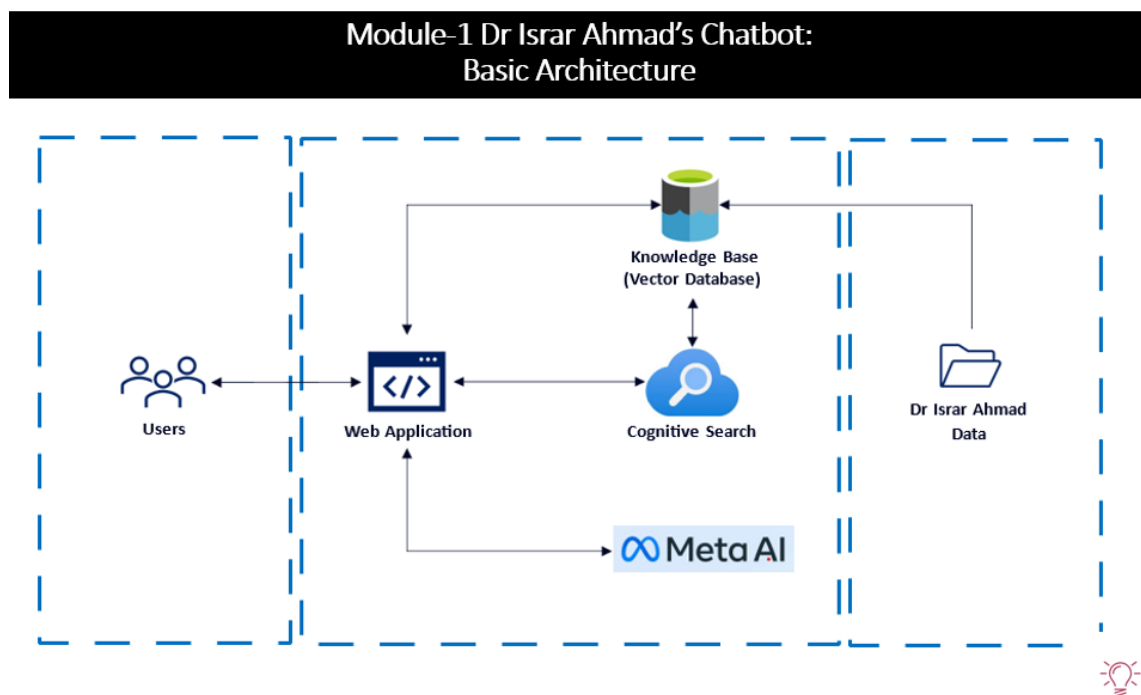 Module-1 Dr Israr Ahmad's Chatbot:
Basic Architecture
Knowledge Base
(Vector Database)
Users
Web Application
Cognitive Search
Dr Israr Ahmad
Data
Meta AI